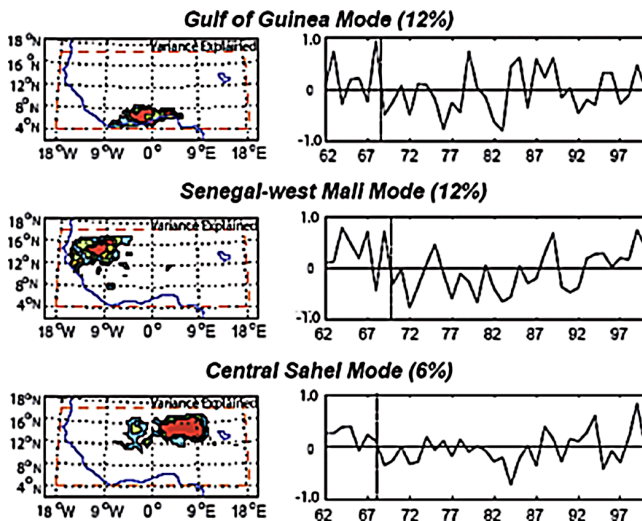 Gulf of Guinea Mode (12%)
18°N
16°N
12°N
8°N
4°N
Variance Explained
18°W 9°W 0° 9°E 18°E
1.0
0
-1.0
62 67 72 77 82 87 92 97
Senegal-west Mali Mode (12%)
18°N
16°N
12°N
8°N
4°N
Variance Explained
18°W 9°W 0° 9°E 18°E
1.0
0
-1.0
62 67 72 77 82 87 92 97
Central Sahel Mode (6%)
18°N
16°N
12°N
8°N
4°N
Variance Explained
18°W 9°W 0° 9°E 18°E
1.0
0
-1.0
62 67 72 77 82 87 92 97